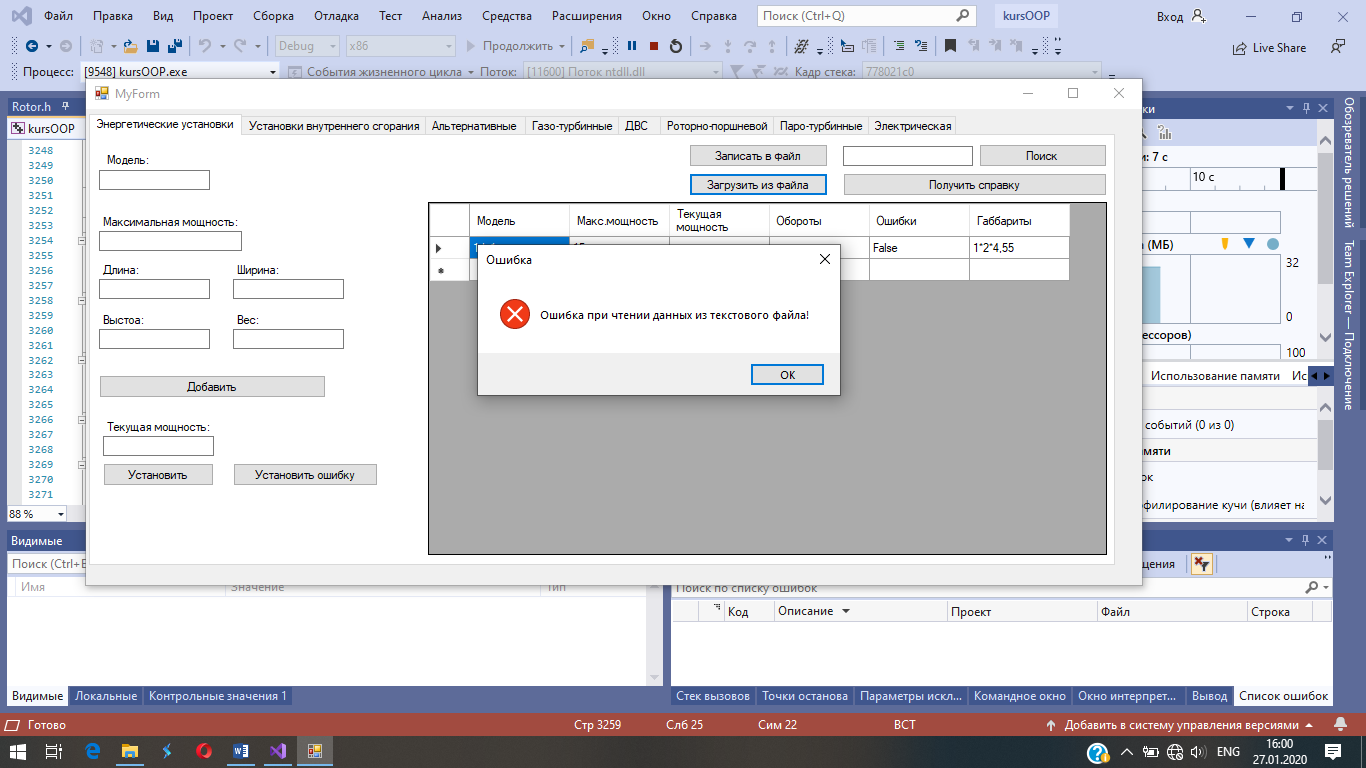 Файл Правка Вид Проект Сборка Отладка Тест Анализ Средства Расширения Окно Справка Поиск (Ctrl+Q) kursOOP Вход
Debug x86 Продолжить Live Share
Процесс: [9548] kursOOP.exe События жизненного цикла Поток: [11600] Поток ntdll.dll Кадр стека: 778021c0
MyForm
Rotor.h
kursOOP
Энергетические установки Установки внутреннего сгорания Альтернативные Газо-турбинные ДВС Роторно-поршневой Паро-турбинные Электрическая
Модель:
Записать в файл Поиск
Загрузить из файла Получить справку
Максимальная мощность:
Длина: Ширина:
Выстоа: Вес:
Добавить
Текущая мощность:
Установить Установить ошибку
Модель Макс.мощность Текущая мощность Обороты Ошибки Габбариты
False 1*2*4,55
Ошибка
Ошибка при чтении данных из текстового файла!
ОК
3248
3249
3250
3251
3252
3253
3254
3255
3256
3257
3258
3259
3260
3261
3262
3263
3264
3265
3266
3267
3268
3269
3270
3271
88 %
ки
: 7 с
10 с
(МБ)
32
0
ессоров)
100
Использование памяти Ис
событий (0 из 0)
мяти
ок
филирование кучи (влияет на
Обозреватель решений
Team Explorer — Подключение
Видимые
Поиск (Ctrl+E
Имя Значение Тип
щения
Поиск по списку ошибок
Код Описание Проект Файл Строка
Видимые Локальные Контрольные значения 1
Стек вызовов Точки останова Параметры искл... Командное окно Окно интерпрет... Вывод Список ошибок
Готово Стр 3259 Слб 25 Сим 22 ВСТ Добавить в систему управления версиями
ENG 16:00
27.01.2020